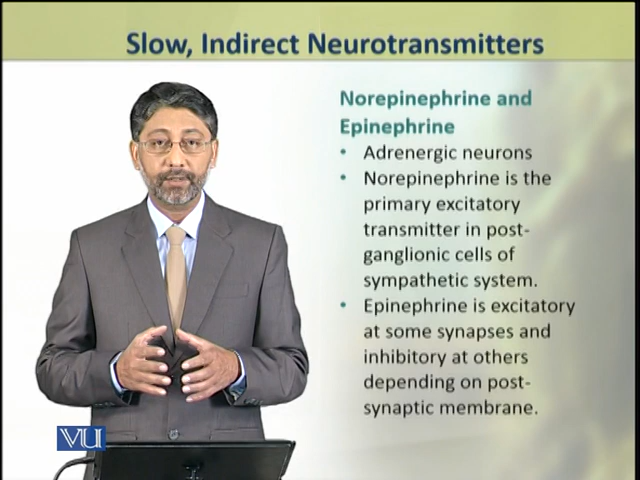 Slow, Indirect Neurotransmitters
Norepinephrine and
Epinephrine
• Adrenergic neurons
• Norepinephrine is the
primary excitatory
transmitter in post-
ganglionic cells of
sympathetic system.
• Epinephrine is excitatory
at some synapses and
inhibitory at others
depending on post-
synaptic membrane.
VU